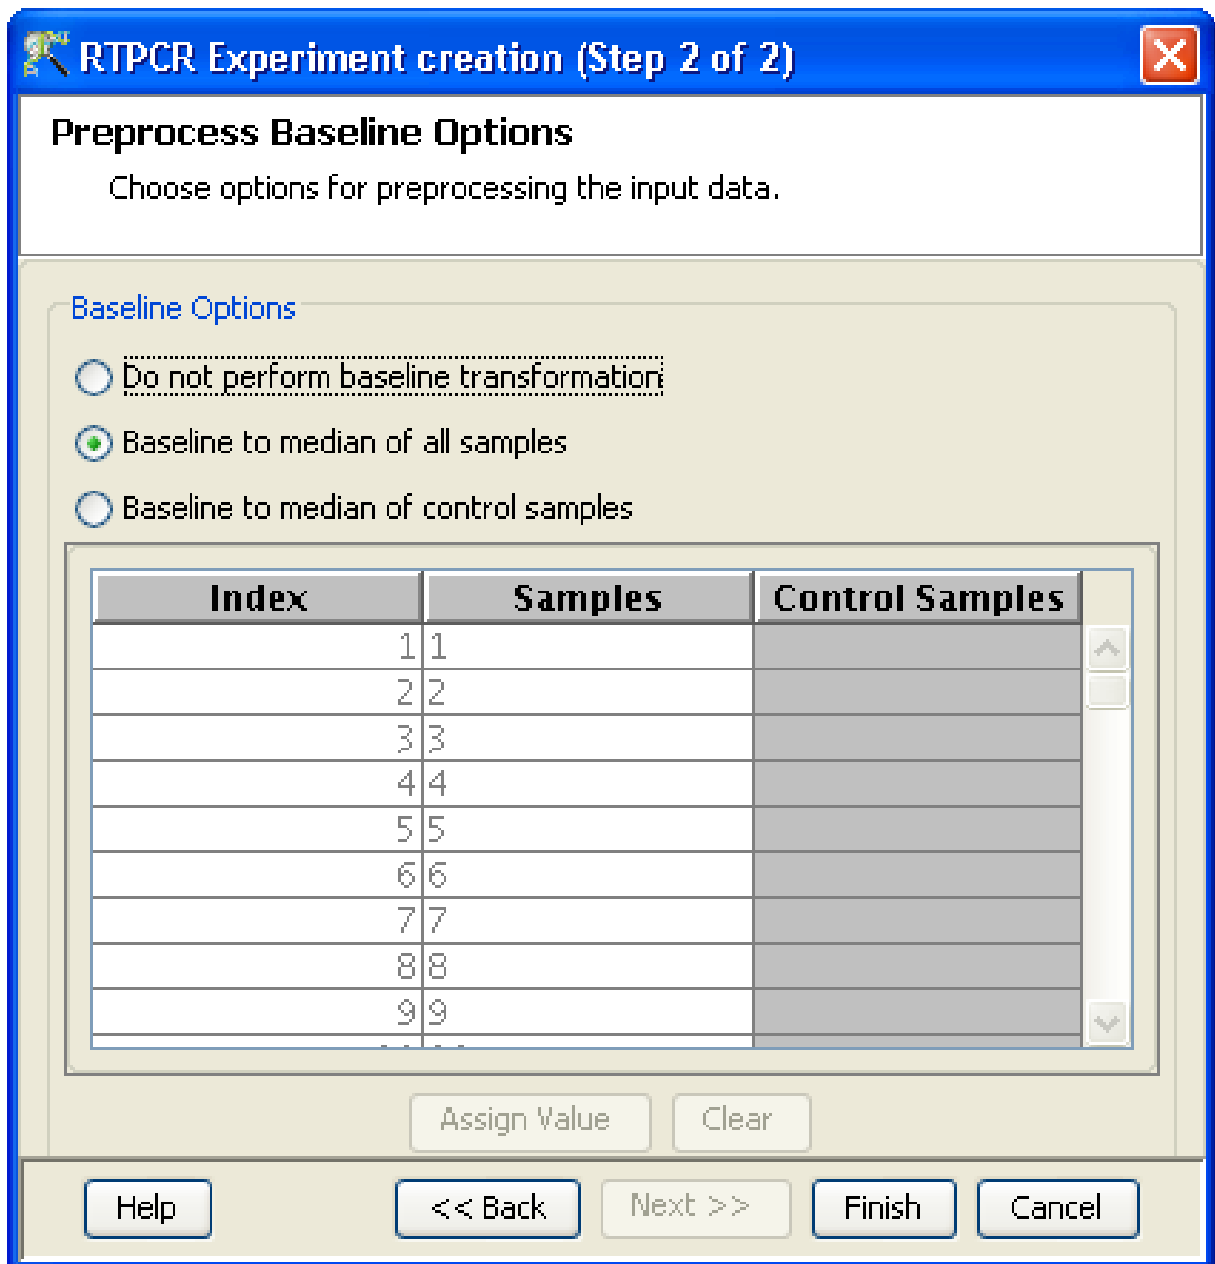 RTPCR Experiment creation (Step 2 of 2)
Preprocess Baseline Options
Choose options for preprocessing the input data.
Baseline Options
Do not perform baseline transformation
Baseline to median of all samples
Baseline to median of control samples
Index Samples Control Samples
1 1
2 2
3 3
4 4
5 5
6 6
7 7
8 8
9 9
Assign Value Clear
Help << Back Next >> Finish Cancel